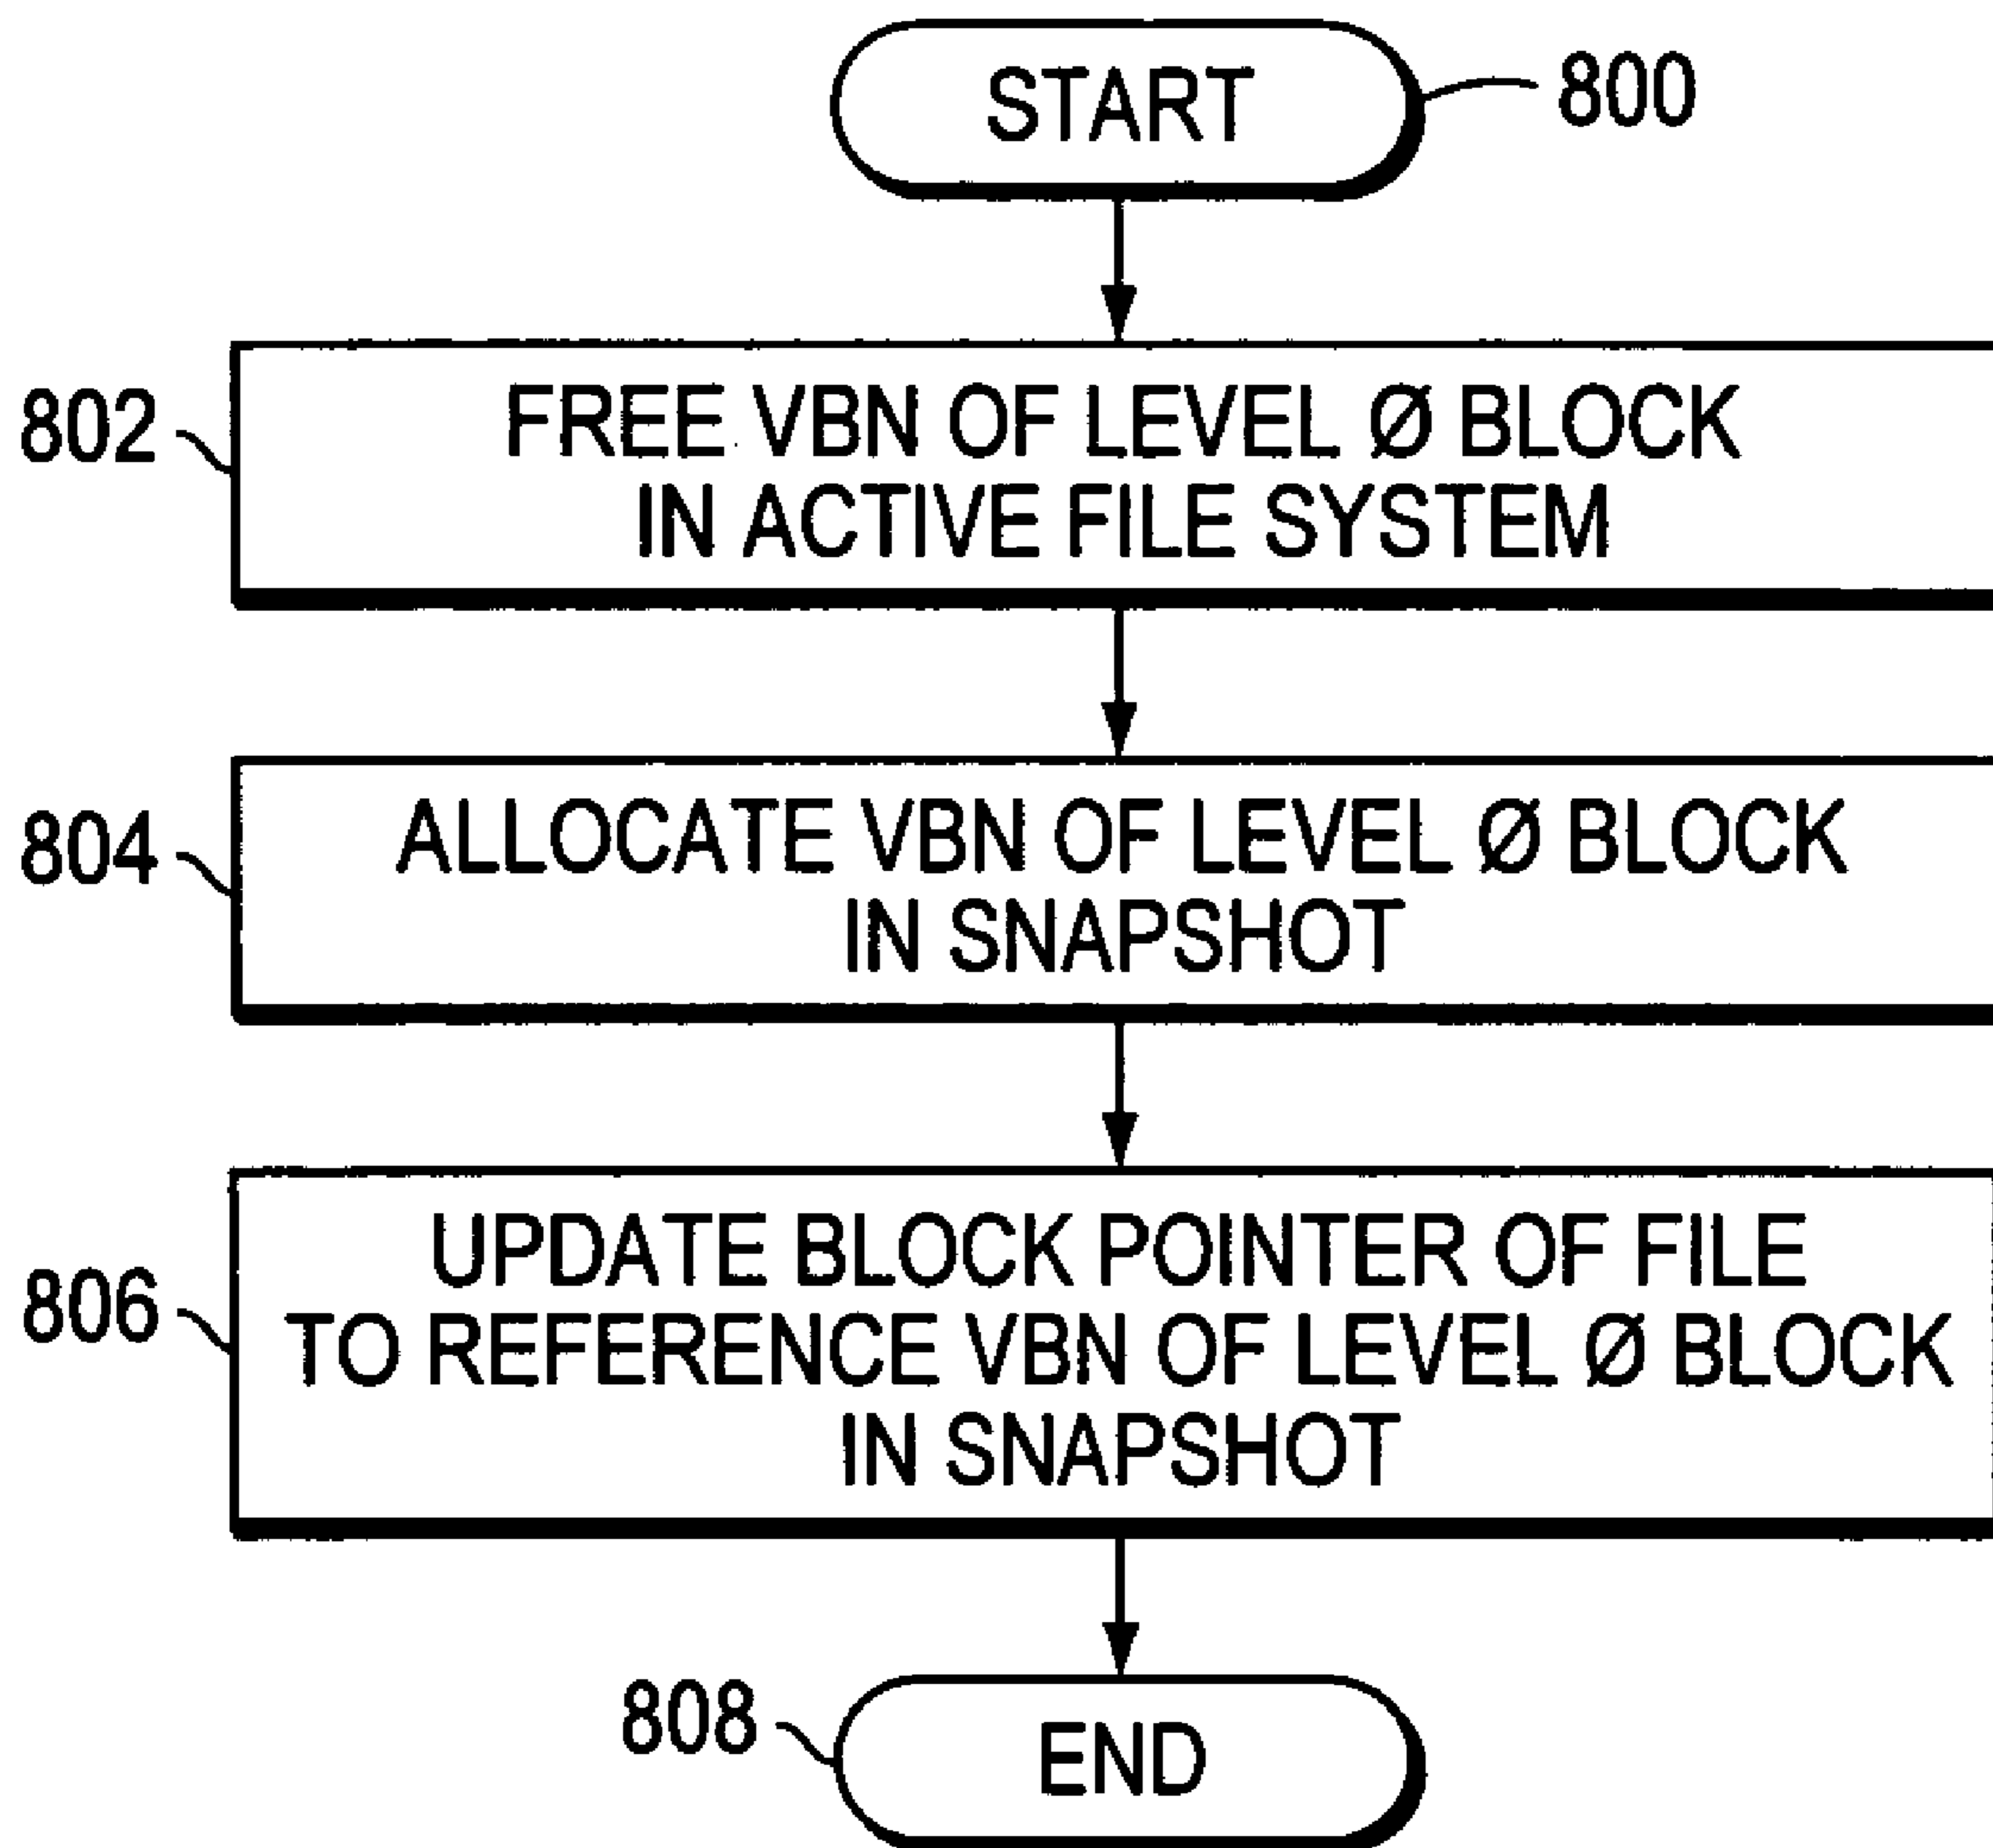 START
800
802
FREE VBN OF LEVEL Ø BLOCK
IN ACTIVE FILE SYSTEM
804
ALLOCATE VBN OF LEVEL Ø BLOCK
IN SNAPSHOT
806
UPDATE BLOCK POINTER OF FILE
TO REFERENCE VBN OF LEVEL Ø BLOCK
IN SNAPSHOT
808
END